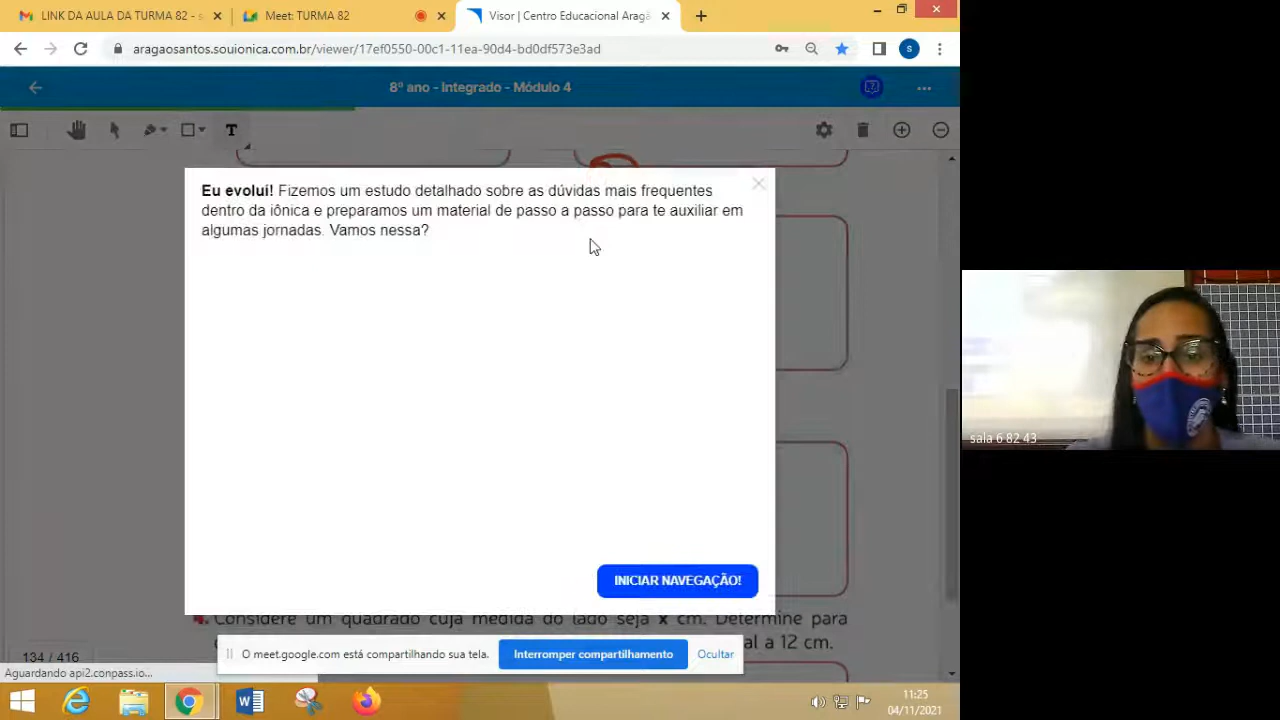 LINK DA AULA DA TURMA 82 - s
Meet: TURMA 82
Visor | Centro Educacional Aragã
aragaosantos.souionica.com.br/viewer/17ef0550-00c1-11ea-90d4-bd0df573e3ad
s
8º ano - Integrado - Módulo 4
T
Eu evolui! Fizemos um estudo detalhado sobre as dúvidas mais frequentes
dentro da iônica e preparamos um material de passo a passo para te auxiliar em
algumas jornadas. Vamos nessa?
INICIAR NAVEGAÇÃO!
4. Considere um quadrado cuja medida do lado seja x cm. Determine para
al a 12 cm.
O meet.google.com está compartilhando sua tela.
Interromper compartilhamento
Ocultar
134 / 416
Aguardando api2.conpass.io...
11:25
04/11/2021
sala 6 82 43